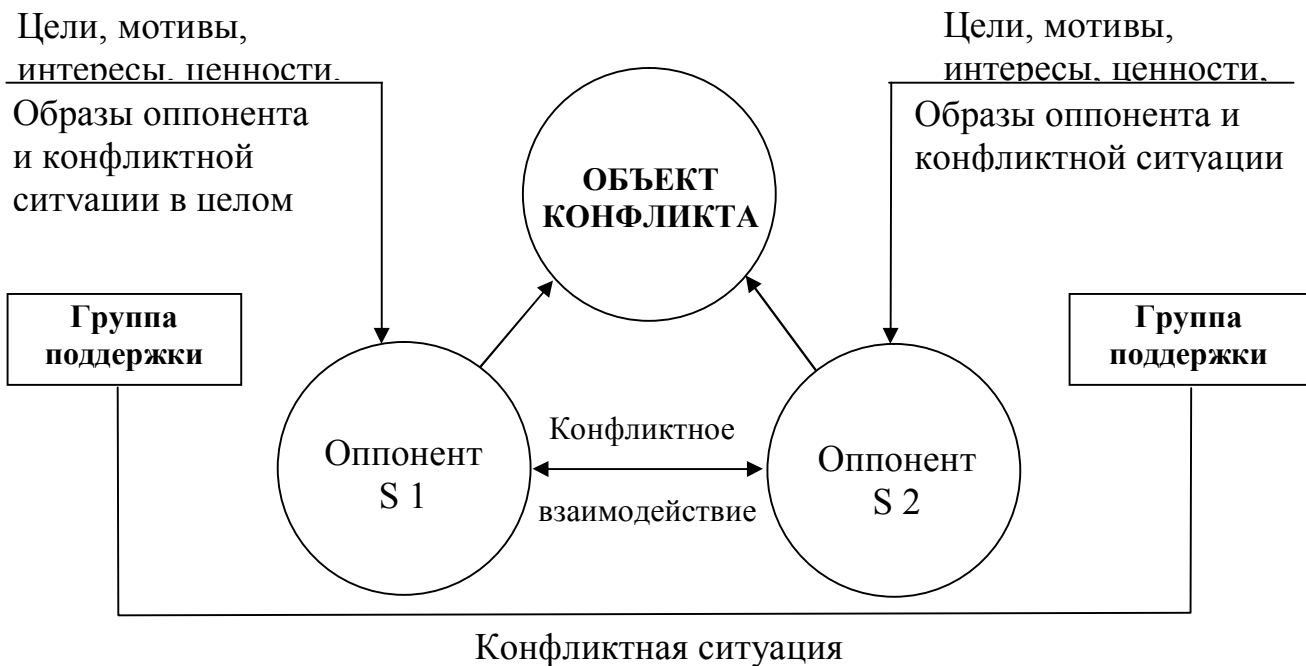 Цели, мотивы,
интересы, ценности,
Образы оппонента
и конфликтной
ситуации в целом
Цели, мотивы,
интересы, ценности,
Образы оппонента и
конфликтной ситуации
ОБЪЕКТ
КОНФЛИКТА
Группа
поддержки
Группа
поддержки
Оппонент
S 1
Конфликтное
взаимодействие
Оппонент
S 2
Конфликтная ситуация